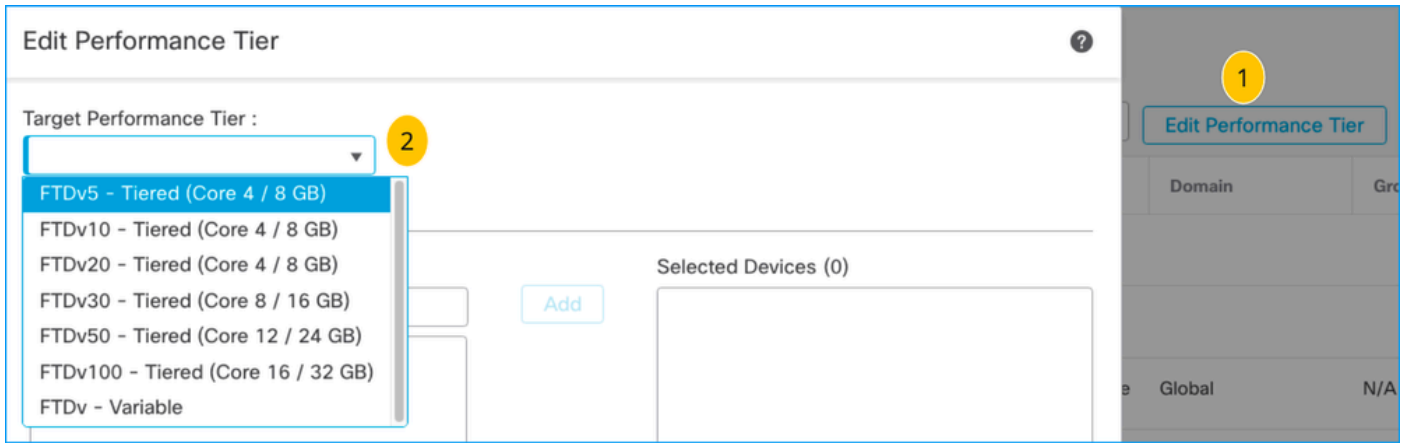 Edit Performance Tier
?
1
Target Performance Tier :
2
Edit Performance Tier
FTDv5 - Tiered (Core 4 / 8 GB)
Domain
FTDv10 - Tiered (Core 4 / 8 GB)
FTDv20 - Tiered (Core 4 / 8 GB)
Selected Devices (0)
FTDv30 - Tiered (Core 8 / 16 GB)
Add
FTDv50 - Tiered (Core 12 / 24 GB)
FTDv100 - Tiered (Core 16 / 32 GB)
Global
N/A
FTDv - Variable